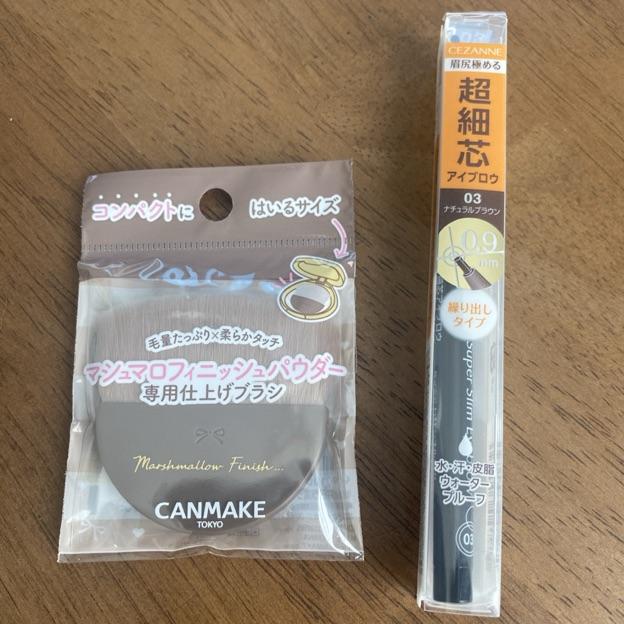 コンパクトに はいるサイズ
毛量たっぷり×柔らかタッチ
マシュマロフィニッシュパウダー
専用仕上げブラシ
Marshmallow Finish...
CANMAKE
TOKYO
03
CEZANNE
眉尻極める
超細芯
アイブロウ
03
ナチュラルブラウン
0.9
mm
繰り出し
タイプ
Super Slim
水・汗・皮脂
ウォーター
プルーフ
03